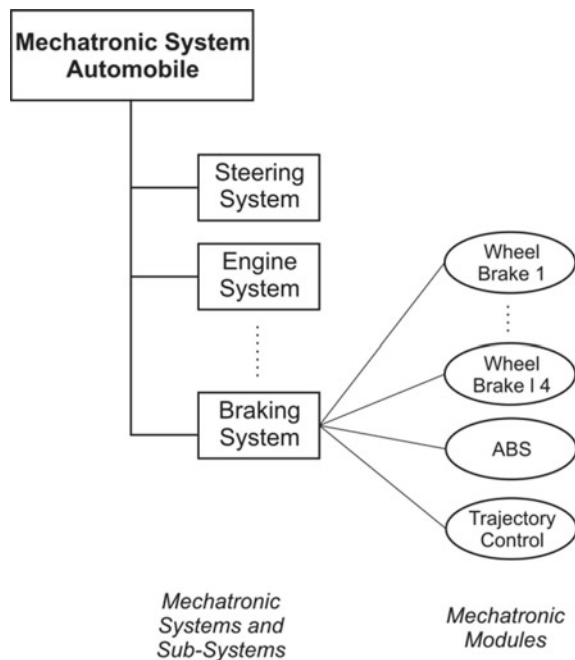 Mechatronic System
Automobile
Steering
System
Engine
System
Braking
System
Wheel
Brake 1
Wheel
Brake l 4
ABS
Trajectory
Control
Mechatronic
Systems and
Sub-Systems
Mechatronic
Modules